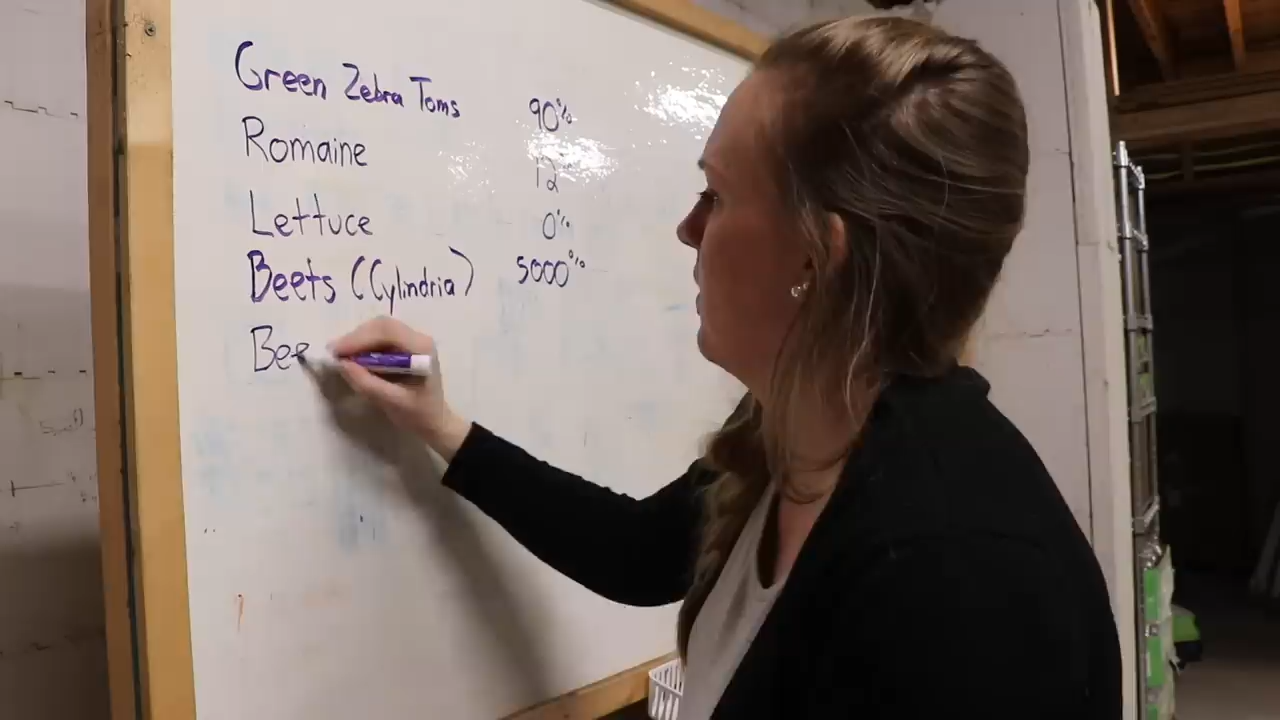 Green Zebra Toms 90%
Romaine 12
Lettuce 0%
Beets (Cylindria) 5000%
Bee